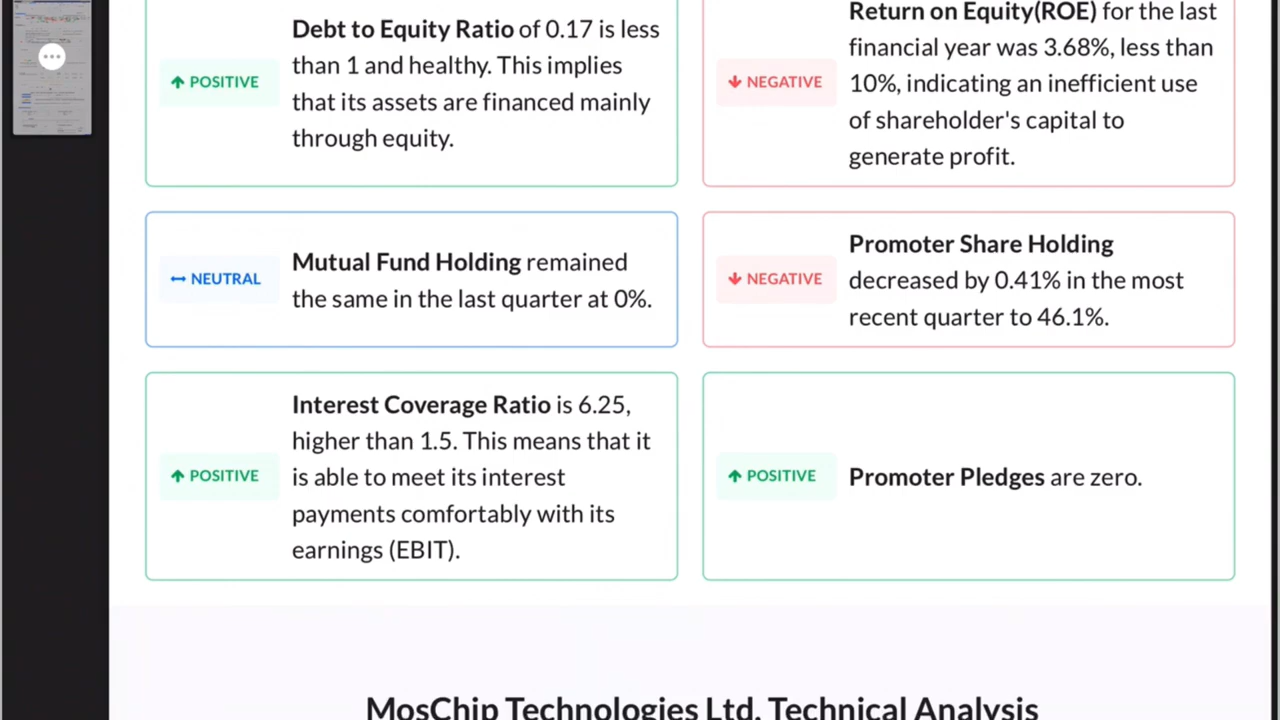 Debt to Equity Ratio of 0.17 is less
than 1 and healthy. This implies
that its assets are financed mainly
through equity.
↑ POSITIVE
Return on Equity(ROE) for the last
financial year was 3.68%, less than
10%, indicating an inefficient use
of shareholder's capital to
generate profit.
↓ NEGATIVE
Mutual Fund Holding remained
the same in the last quarter at 0%.
↔ NEUTRAL
Promoter Share Holding
decreased by 0.41% in the most
recent quarter to 46.1%.
↓ NEGATIVE
Interest Coverage Ratio is 6.25,
higher than 1.5. This means that it
is able to meet its interest
payments comfortably with its
earnings (EBIT).
↑ POSITIVE
Promoter Pledges are zero.
↑ POSITIVE
MosChip Technologies Ltd. Technical Analysis